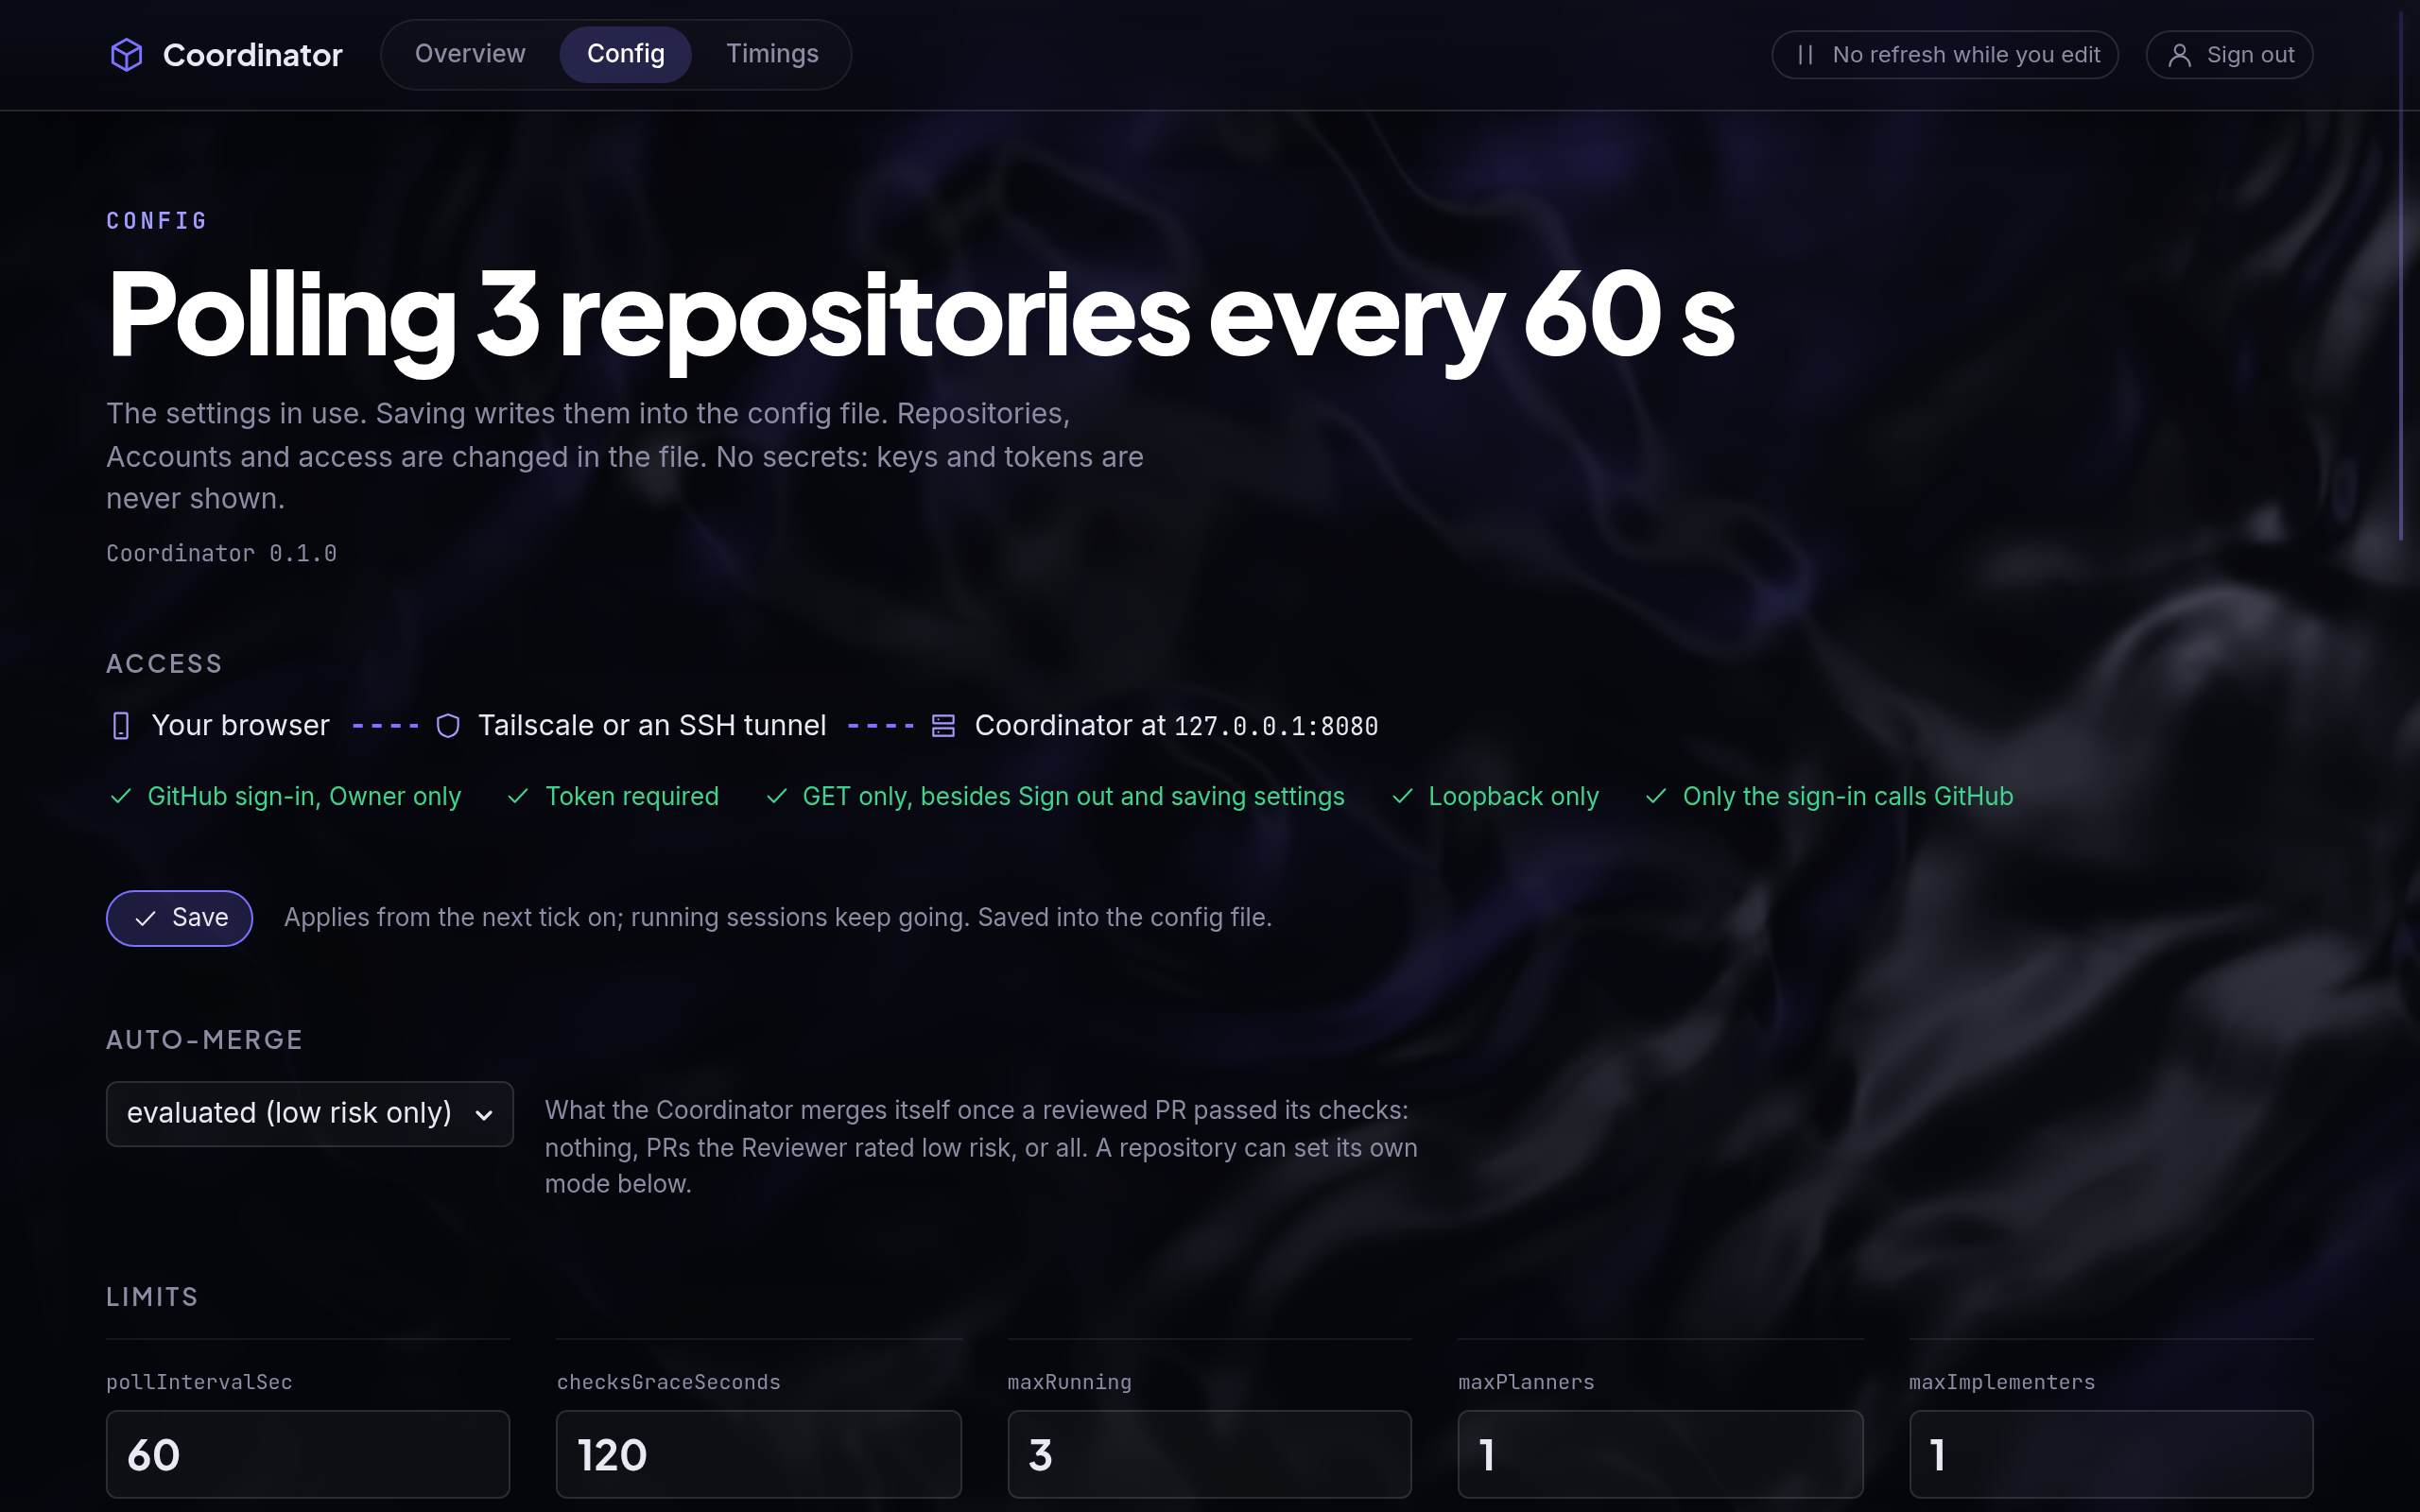 Coordinator
Overview
Config
Timings
No refresh while you edit
Sign out
CONFIG
Polling 3 repositories every 60 s
The settings in use. Saving writes them into the config file. Repositories,
Accounts and access are changed in the file. No secrets: keys and tokens are
never shown.
Coordinator 0.1.0
ACCESS
Your browser
Tailscale or an SSH tunnel
Coordinator at 127.0.0.1:8080
GitHub sign-in, Owner only
Token required
GET only, besides Sign out and saving settings
Loopback only
Only the sign-in calls GitHub
Save
Applies from the next tick on; running sessions keep going. Saved into the config file.
AUTO-MERGE
evaluated (low risk only)
What the Coordinator merges itself once a reviewed PR passed its checks:
nothing, PRs the Reviewer rated low risk, or all. A repository can set its own
mode below.
LIMITS
pollIntervalSec
checksGraceSeconds
maxRunning
maxPlanners
maxImplementers
60
120
3
1
1